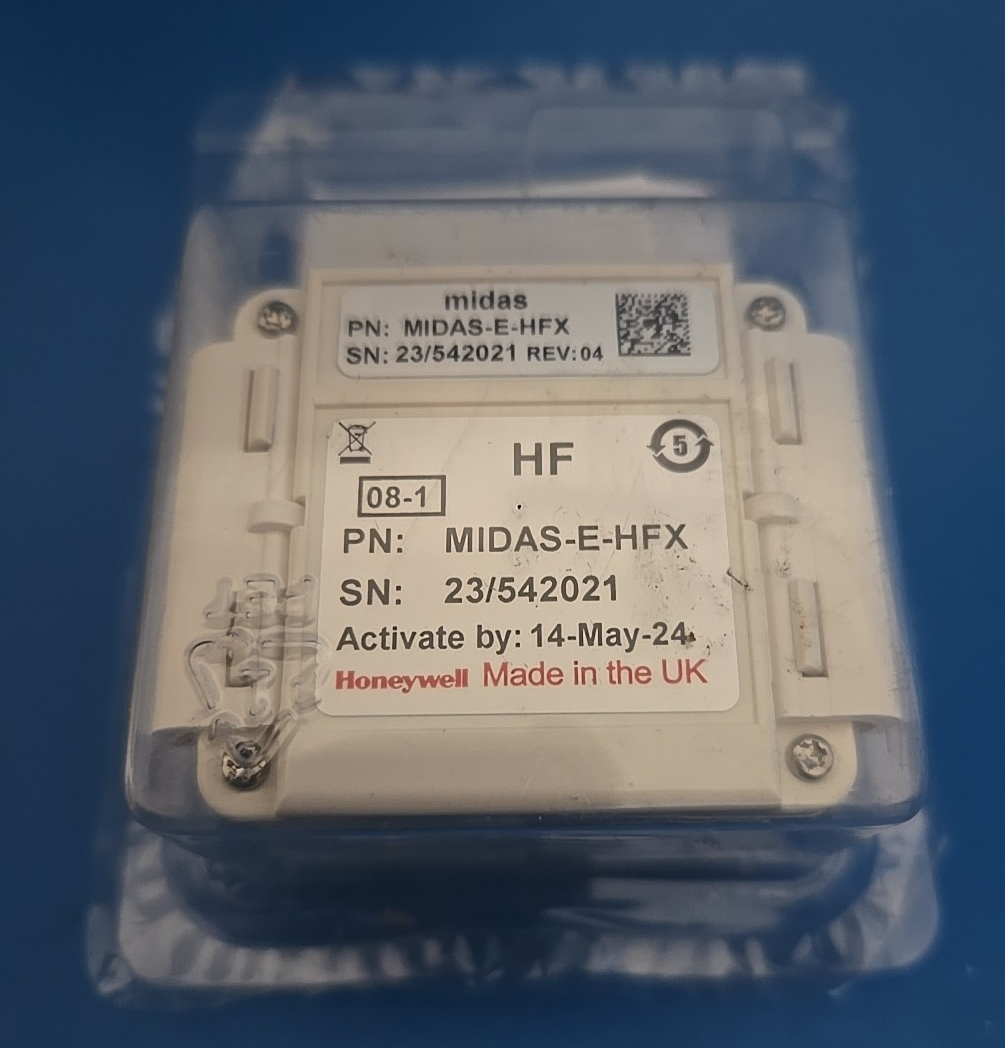 midas
PN: MIDAS-E-HFX
SN: 23/542021 REV:04
5
HF
08-1
PN: MIDAS-E-HFX
SN: 23/542021
Activate by: 14-May-24
Honeywell Made in the UK